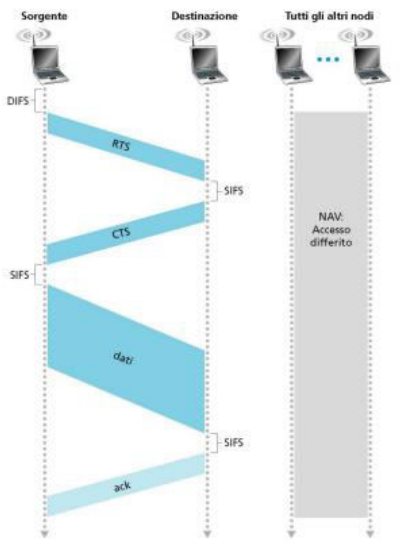 Sorgente
Destinazione
Tutti gli altri nodi
DIFS
RTS
SIFS
CTS
SIFS
NAV:
Accesso
differito
dati
SIFS
ack